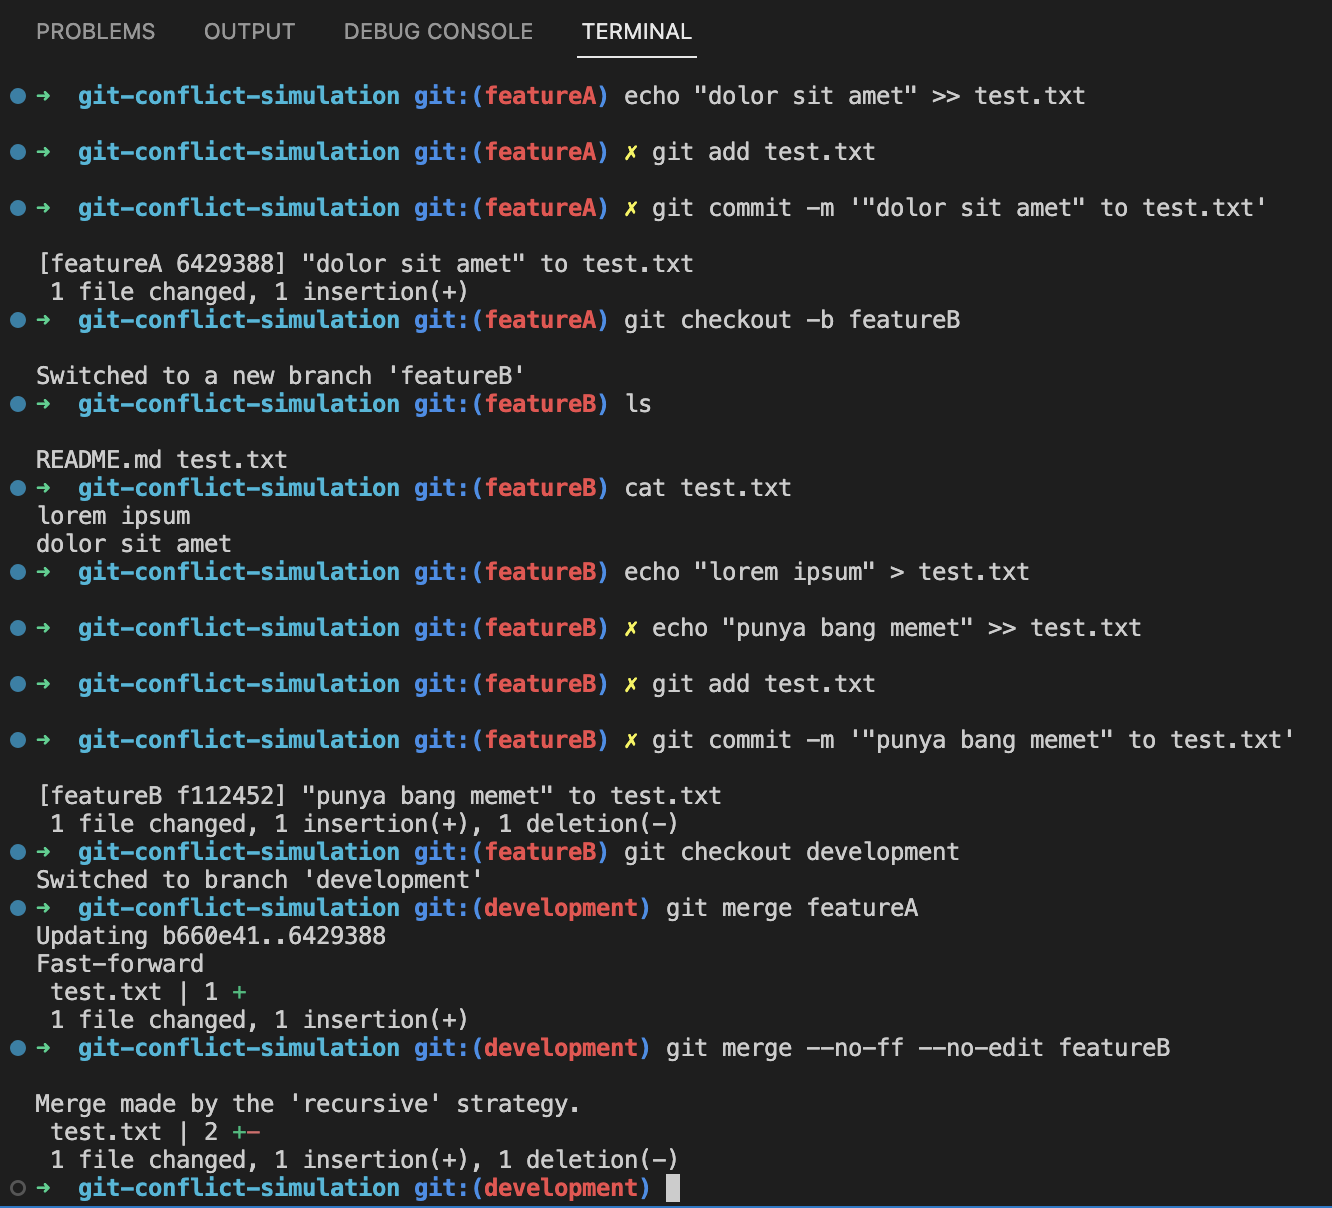 PROBLEMS OUTPUT DEBUG CONSOLE TERMINAL
➜ git-conflict-simulation git:(featureA) echo "dolor sit amet" >> test.txt
➜ git-conflict-simulation git:(featureA) ✗ git add test.txt
➜ git-conflict-simulation git:(featureA) ✗ git commit -m '"dolor sit amet" to test.txt'
[featureA 6429388] "dolor sit amet" to test.txt
1 file changed, 1 insertion(+)
➜ git-conflict-simulation git:(featureA) git checkout -b featureB
Switched to a new branch 'featureB'
➜ git-conflict-simulation git:(featureB) ls
README.md test.txt
➜ git-conflict-simulation git:(featureB) cat test.txt
lorem ipsum
dolor sit amet
➜ git-conflict-simulation git:(featureB) echo "lorem ipsum" > test.txt
➜ git-conflict-simulation git:(featureB) ✗ echo "punya bang memet" >> test.txt
➜ git-conflict-simulation git:(featureB) ✗ git add test.txt
➜ git-conflict-simulation git:(featureB) ✗ git commit -m '"punya bang memet" to test.txt'
[featureB f112452] "punya bang memet" to test.txt
1 file changed, 1 insertion(+), 1 deletion(-)
➜ git-conflict-simulation git:(featureB) git checkout development
Switched to branch 'development'
➜ git-conflict-simulation git:(development) git merge featureA
Updating b660e41..6429388
Fast-forward
test.txt | 1 +
1 file changed, 1 insertion(+)
➜ git-conflict-simulation git:(development) git merge --no-ff --no-edit featureB
Merge made by the 'recursive' strategy.
test.txt | 2 +-
1 file changed, 1 insertion(+), 1 deletion(-)
➜ git-conflict-simulation git:(development)